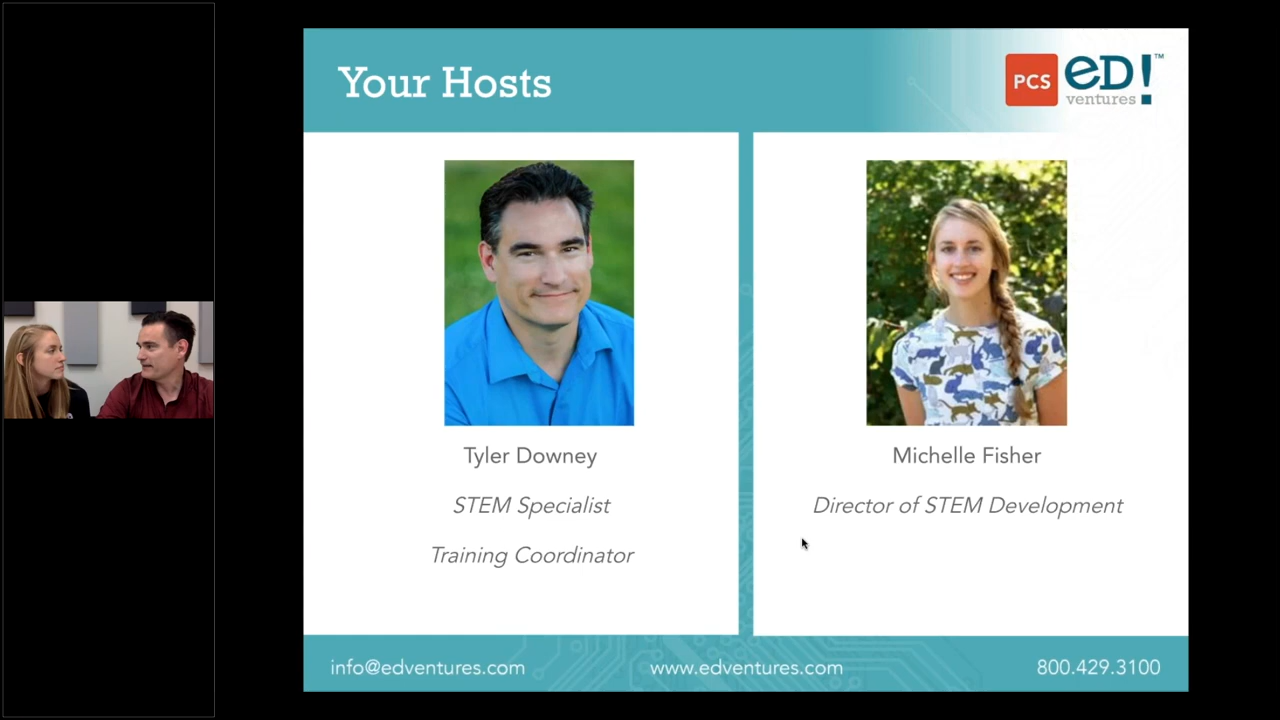 Your Hosts
PCS eD!™
ventures
Tyler Downey
STEM Specialist
Training Coordinator
Michelle Fisher
Director of STEM Development
info@edventures.com
www.edventures.com
800.429.3100